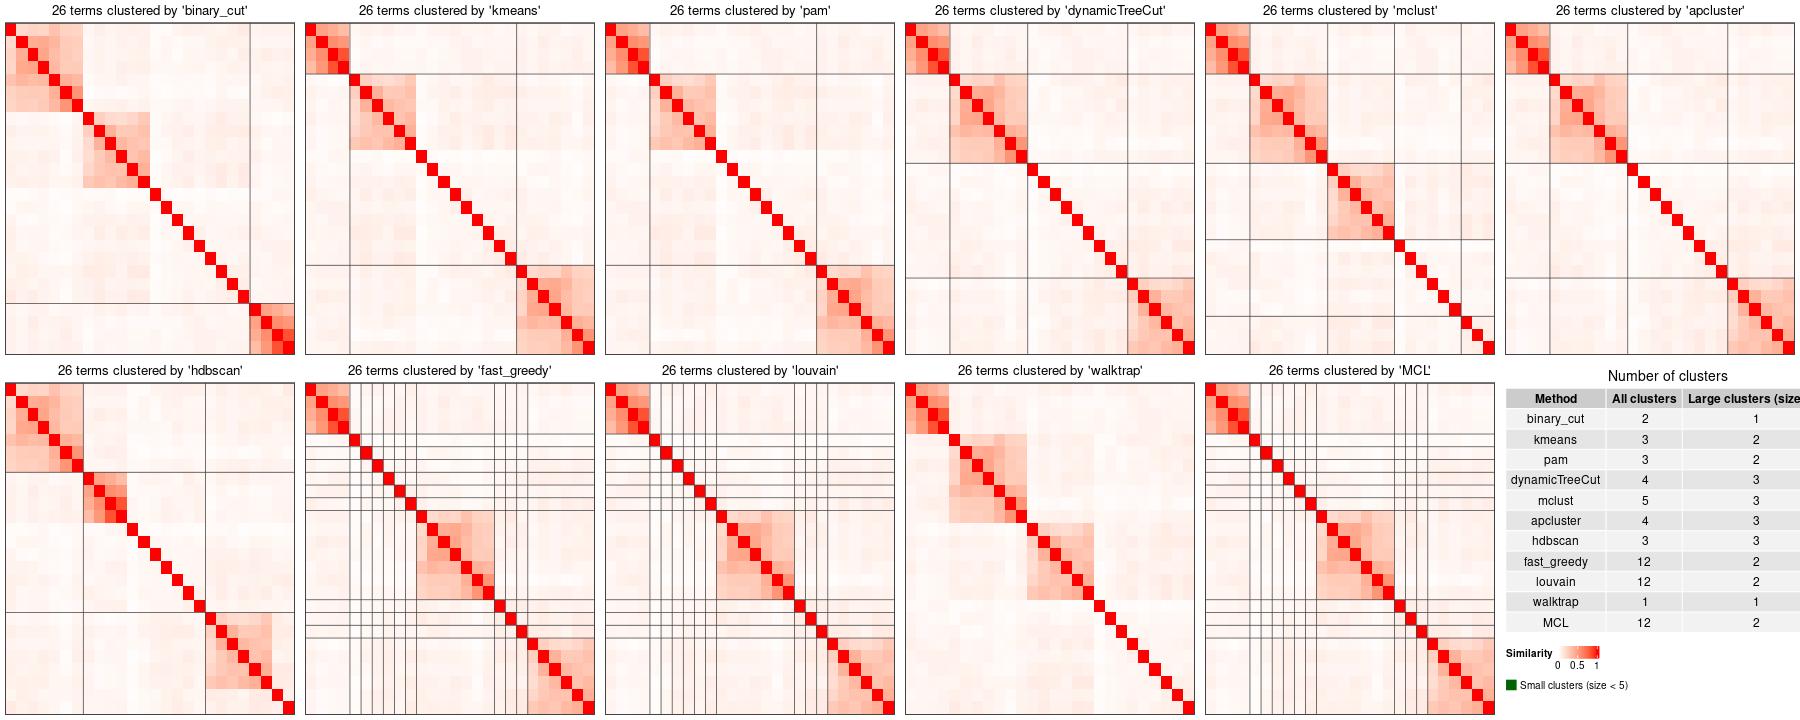 26 terms clustered by 'binary_cut'
26 terms clustered by 'kmeans'
26 terms clustered by 'pam'
26 terms clustered by 'dynamicTreeCut'
26 terms clustered by 'mclust'
26 terms clustered by 'apcluster'
26 terms clustered by 'hdbscan'
26 terms clustered by 'fast_greedy'
26 terms clustered by 'louvain'
26 terms clustered by 'walktrap'
26 terms clustered by 'MCL'
Number of clusters
Method All clusters Large clusters (size
binary_cut 2 1
kmeans 3 2
pam 3 2
dynamicTreeCut 4 3
mclust 5 3
apcluster 4 3
hdbscan 3 3
fast_greedy 12 2
louvain 12 2
walktrap 1 1
MCL 12 2
Similarity
0 0.5 1
Small clusters (size < 5)